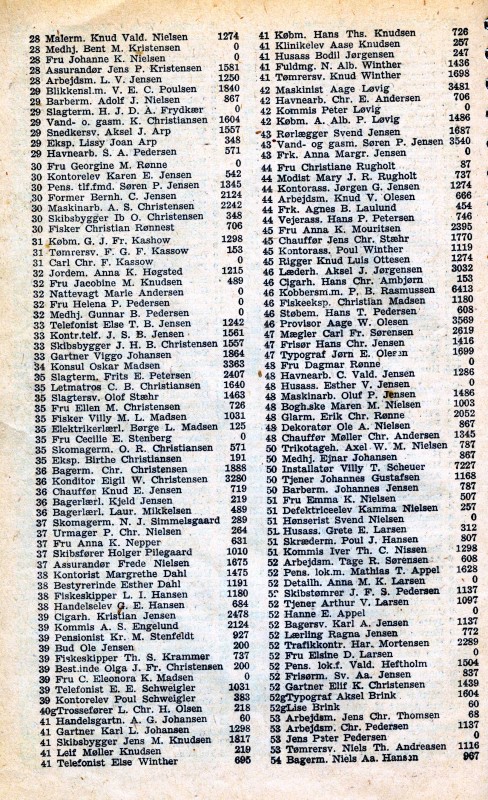 28 Malerm. Knud Vald. Nielsen 1274
28 Medhj. Bent M. Kristensen 0
28 Fru Johanne K. Nielsen 0
28 Assurandør Jens P. Kristensen 1581
28 Arbejdsm. L. V. Jensen 1250
29 Blikkensl.m. V. E. C. Poulsen 1840
29 Barberm. Adolf J. Nielsen 867
29 Slagterm. H. J. D. A. Frydkær 0
29 Vand- o. gasm. K. Christensen 1604
29 Snedkersv. Aksel J. Arp 1557
29 Eksp. Lissy Joan Arp 348
29 Havnearb. S. A. Pedersen 571
30 Fru Georgine M. Rønne 0
30 Kontorelev Karen E. Jensen 542
30 Pens. tlf.fmd. Søren P. Jensen 1345
30 Former Bernh. C. Jensen 2122
30 Maskinarb. A. S. Christensen 2242
30 Skibsbygger Ib O. Christensen 348
30 Fisker Christian Rønnest 706
31 Købm. G. J. Fr. Kashow 1298
31 Tømrersv. F. G. F. Kassow 153
31 Carl Chr. F. Kassow 0
32 Jordem. Anna K. Høgsted 1215
32 Fru Jacobine M. Knudsen 489
32 Nattevagt Marie Andersen 0
32 Fru Helena P. Pedersen 0
32 Medhj. Gunnar B. Pedersen 0
33 Telefonist Else T. B. Jensen 1242
33 Kontr.telf. J. S. B. Jensen 1561
33 Skibsbygger J. H. B. Christensen 1557
33 Gartner Viggo Johansen 1864
34 Konsul Oskar Madsen 3363
35 Slagterm. Frits E. Petersen 2407
35 Letmatros C. B. Christiansen 1640
35 Slagtersv. Olof Stæhr 1463
35 Fru Ellen M. Christensen 726
35 Fisker Villy M. L. Madsen 1031
35 Elektrikerlærl. Børge L. Madsen 125
35 Fru Cecilie E. Stenberg 0
35 Skomagerm. O. R. Christiansen 571
35 Eksp. Birthe Christiansen 191
36 Bagerm. Chr. Christensen 1888
36 Konditor Eigil W. Christensen 3280
36 Chauffør Knud E. Jensen 719
36 Bagerlærl. Kjeld Jensen 219
36 Bagerlærl. Laur. Mikkelsen 489
37 Skomagerm. N. J. Simmelsgaard 289
37 Urmager P. Chr. Nielsen 264
37 Fru Anna K. Nepper 631
37 Skibsfører Holger Pilegaard 1010
37 Assurandør Frede Nielsen 1675
38 Kontorist Margrethe Dahl 1475
38 Bestyrerinde Esther Dahl 1191
38 Fiskeskipper L. I. Hansen 1180
38 Handelselev G. E. Hansen 684
39 Cigarh. Kristian Jensen 2478
39 Kommis A. S. Engelund 2124
39 Pensionist Kr. M. Stenfeldt 927
39 Bud Ole Jensen 200
39 Fiskeskipper Th. S. Krammer 737
39 Best.inde Olga J. Fr. Christensen 200
39 Fru C. Eleonora K. Madsen 0
40 Telefonist E. E. Schweigler 1031
40 Kontorelev Poul Schweigler 383
40g Trossefører L. Chr. H. Olsen 218
41 Handelsgartn. A. G. Johansen 60
41 Gartner Karl L. Johansen 1298
41 Skibsbygger Jens M. Knudsen 1817
41 Leif Møller Knudsen 219
41 Telefonist Else Winther 695
41 Købm. Hans Ths. Knudsen 726
41 Klinikelev Aase Knudsen 257
41 Husass Bodil Jørgensen 247
41 Fuldmg. N. Alb. Winther 1436
41 Tømrersv. Knud Winther 1698
42 Maskinist Aage Løvig 3481
42 Havnearb. Chr. E. Andersen 706
42 Kommis Peter Løvig 0
42 Købm. A. Alb. P. Løvig 1486
43 Rørlægger Svend Jensen 1687
43 Vand- og gasm. Søren P. Jensen 3540
43 Frk. Anna Margr. Jensen 0
44 Fru Christiane Rugholt 87
44 Modist Mary J. R. Rugholt 737
44 Kontorass. Jørgen G. Jensen 1274
44 Arbejdsm. Knud V. Olesen 666
44 Frk. Agnes B. Laulund 454
44 Vejerass. Hans P. Petersen 746
45 Fru Anna K. Mouritsen 2395
45 Chauffør Jens Chr. Stæhr 1770
45 Kontorass. Poul Winther 1119
45 Rigger Knud Luis Ottesen 1274
46 Læderh. Aksel J. Jørgensen 3032
46 Cigarh. Hans Chr. Ambjørn 153
46 Kobbersm.m. P. B. Rasmussen 6413
46 Fiskeeksp. Christian Madsen 1180
46 Støbem. Hans T. Pedersen 608
46 Provisor Aage W. Olesen 3569
47 Mægler Carl Fr. Sørensen 2619
47 Frisør Hans Chr. Jensen 1416
47 Typograf Jørn E. Olesen 1699
48 Fru Dagmar Rønne 0
48 Havnearb. C. Vald. Jensen 1286
48 Husass. Esther V. Jensen 0
48 Maskinarb. Oluf P. Jensen 1486
48 Bogh.ske Maren M. Nielsen 1003
48 Glarm. Erik Chr. Rønne 2052
48 Dekoratør Ole A. Nielsen 867
48 Chauffør Møller Chr. Andersen 1345
50 Trikotageh. Axel W. M. Nielsen 787
50 Medhj. Ejnar Johansen 867
50 Installatør Villy T. Scheuer 7227
50 Tjener Johannes Gustafsen 1168
50 Barberm. Johannes Jensen 787
51 Fru Emma K. Nielsen 507
51 Defektriceelev Kamma Nielsen 257
51 Hønserist Svend Nielsen 0
51 Husass. Grete E. Larsen 312
51 Skræderm. Poul J. Hansen 807
51 Kommis Iver Th. C. Nissen 1298
52 Arbejdsm. Tage R. Sørensen 608
52 Pens. lok.m. Mathias T. Appel 1628
52 Detailh. Anna M. K. Larsen 0
52 Skibstømrer J. F. S. Pedersen 1137
52 Tjener Arthur V. Larsen 1097
52 Hanne E. Appel 0
52 Bagersv. Karl A. Jensen 1137
52 Lærling Ragna Jensen 772
52 Trafikkontr. Har. Mortensen 2289
52 Fru Elsine D. Larsen
52 Pens. lok.f. Vald. Heftholm 1504
52 Frisørm. Sv. Aa. Jensen 837
52 Gartner Elif K. Christensen 1439
52g Typograf Aksel Brink 1604
52g Lise Brink 60
53 Arbejdsm. Jens Chr. Thomsen 68
53 Arbejdsm. Chr. Pedersen 1137
53 Jens Peter Pedersen 0
53 Tømrersv. Niels Th. Andreasen 1116
54 Bagerm. Niels Aa. Hansen 967